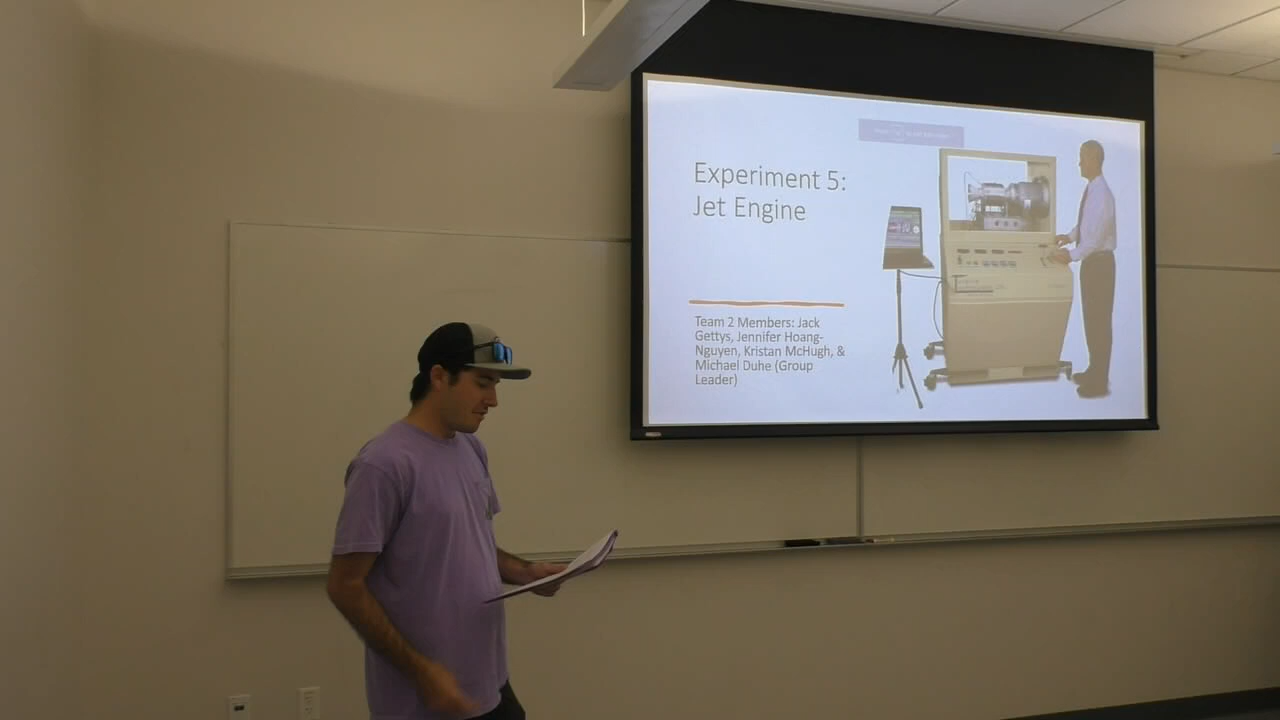 Experiment 5:
Jet Engine
Team 2 Members: Jack
Gettys, Jennifer Hoang-
Nguyen, Kristan McHugh, &
Michael Duhe (Group
Leader)